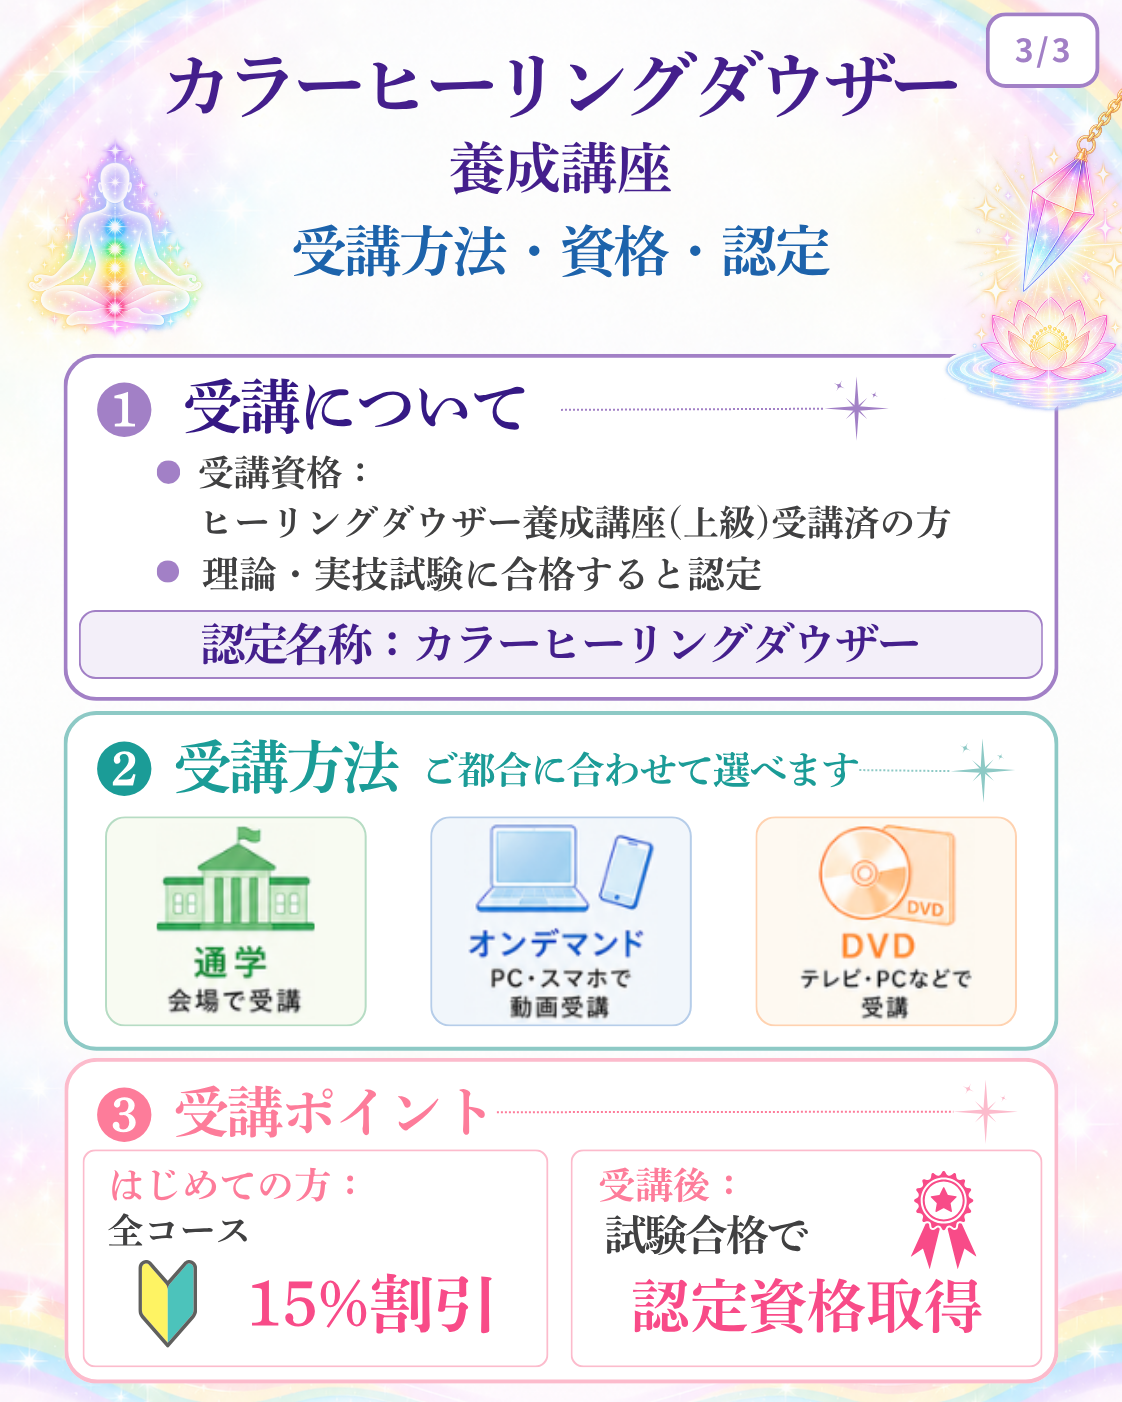 3/3
カラーヒーリングダウザー
養成講座
受講方法・資格・認定
1 受講について
受講資格：
ヒーリングダウザー養成講座(上級)受講済の方
理論・実技試験に合格すると認定
認定名称：カラーヒーリングダウザー
2 受講方法 ご都合に合わせて選べます
通学
会場で受講
オンデマンド
PC・スマホで
動画受講
DVD
DVD
テレビ・PCなどで
受講
3 受講ポイント
はじめての方：
全コース
15%割引
受講後：
試験合格で
認定資格取得